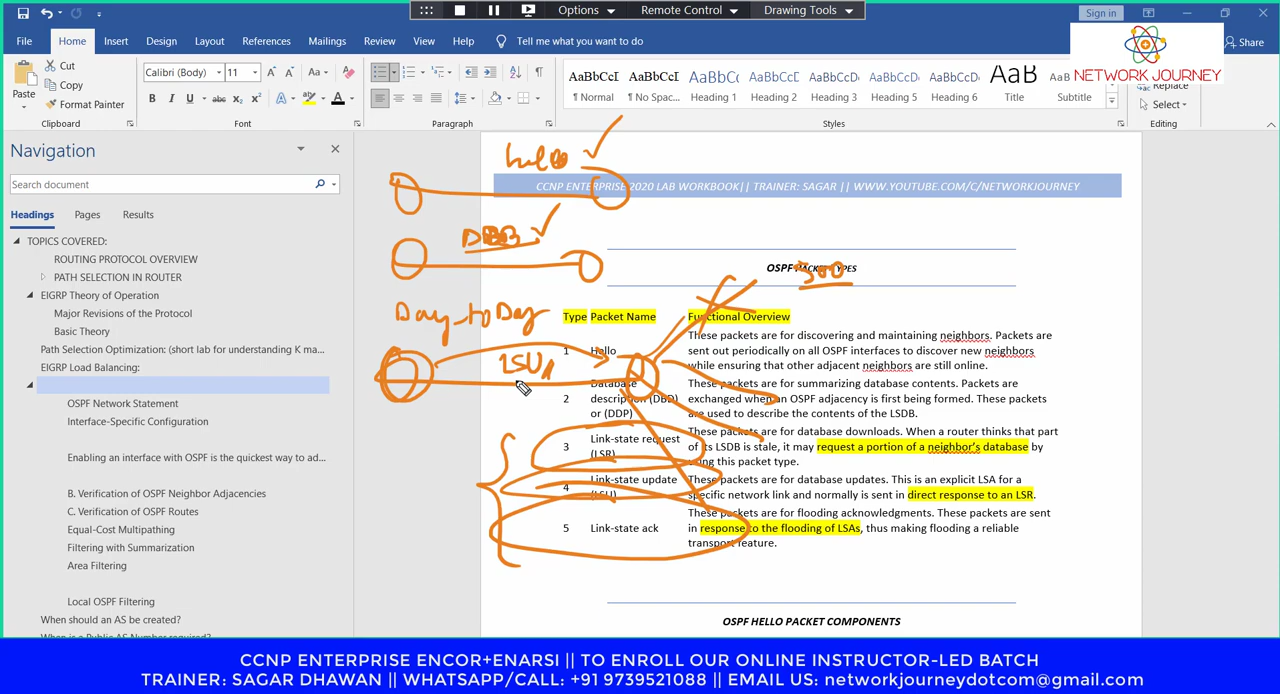 Options
Remote Control
Drawing Tools
Sign in
File Home Insert Design Layout References Mailings Review View Help Tell me what you want to do
Share
NETWORK JOURNEY
Paste
Cut
Copy
Format Painter
Calibri (Body) 11
AaBbCcI AaBbCcI AaBbCcI AaBbCcI AaBbCcI AaBbCcI AaBbCcI AaB
¶ Normal ¶ No Spac... Heading 1 Heading 2 Heading 3 Heading 5 Heading 6 Title Subtitle
Replace
Select
Clipboard Font Paragraph Styles Editing
Navigation
Search document
Headings Pages Results
TOPICS COVERED:
ROUTING PROTOCOL OVERVIEW
PATH SELECTION IN ROUTER
EIGRP Theory of Operation
Major Revisions of the Protocol
Basic Theory
Path Selection Optimization: (short lab for understanding K ma...
EIGRP Load Balancing:
OSPF Network Statement
Interface-Specific Configuration
Enabling an interface with OSPF is the quickest way to ad...
B. Verification of OSPF Neighbor Adjacencies
C. Verification of OSPF Routes
Equal-Cost Multipathing
Filtering with Summarization
Area Filtering
Local OSPF Filtering
When should an AS be created?
How is a Public AS Number required?
hello
CCNP ENTERPRISE 2020 LAB WORKBOOK|| TRAINER: SAGAR || WWW.YOUTUBE.COM/C/NETWORKJOURNEY
DBD
OSPF PACKET TYPES
500
Day-to-Day
LSU
Type Packet Name Functional Overview
1 Hello These packets are for discovering and maintaining neighbors. Packets are
sent out periodically on all OSPF interfaces to discover new neighbors
while ensuring that other adjacent neighbors are still online.
2 Database description (DBD) or (DDP) These packets are for summarizing database contents. Packets are
exchanged when an OSPF adjacency is first being formed. These packets
are used to describe the contents of the LSDB.
3 Link-state request (LSR) These packets are for database downloads. When a router thinks that part
of its LSDB is stale, it may request a portion of a neighbor's database by
using this packet type.
4 Link-state update (LSU) These packets are for database updates. This is an explicit LSA for a
specific network link and normally is sent in direct response to an LSR.
5 Link-state ack These packets are for flooding acknowledgments. These packets are sent
in response to the flooding of LSAs, thus making flooding a reliable
transport feature.
OSPF HELLO PACKET COMPONENTS
CCNP ENTERPRISE ENCOR+ENARSI || TO ENROLL OUR ONLINE INSTRUCTOR-LED BATCH
TRAINER: SAGAR DHAWAN || WHATSAPP/CALL: +91 9739521088 || EMAIL US: networkjourneydotcom@gmail.com